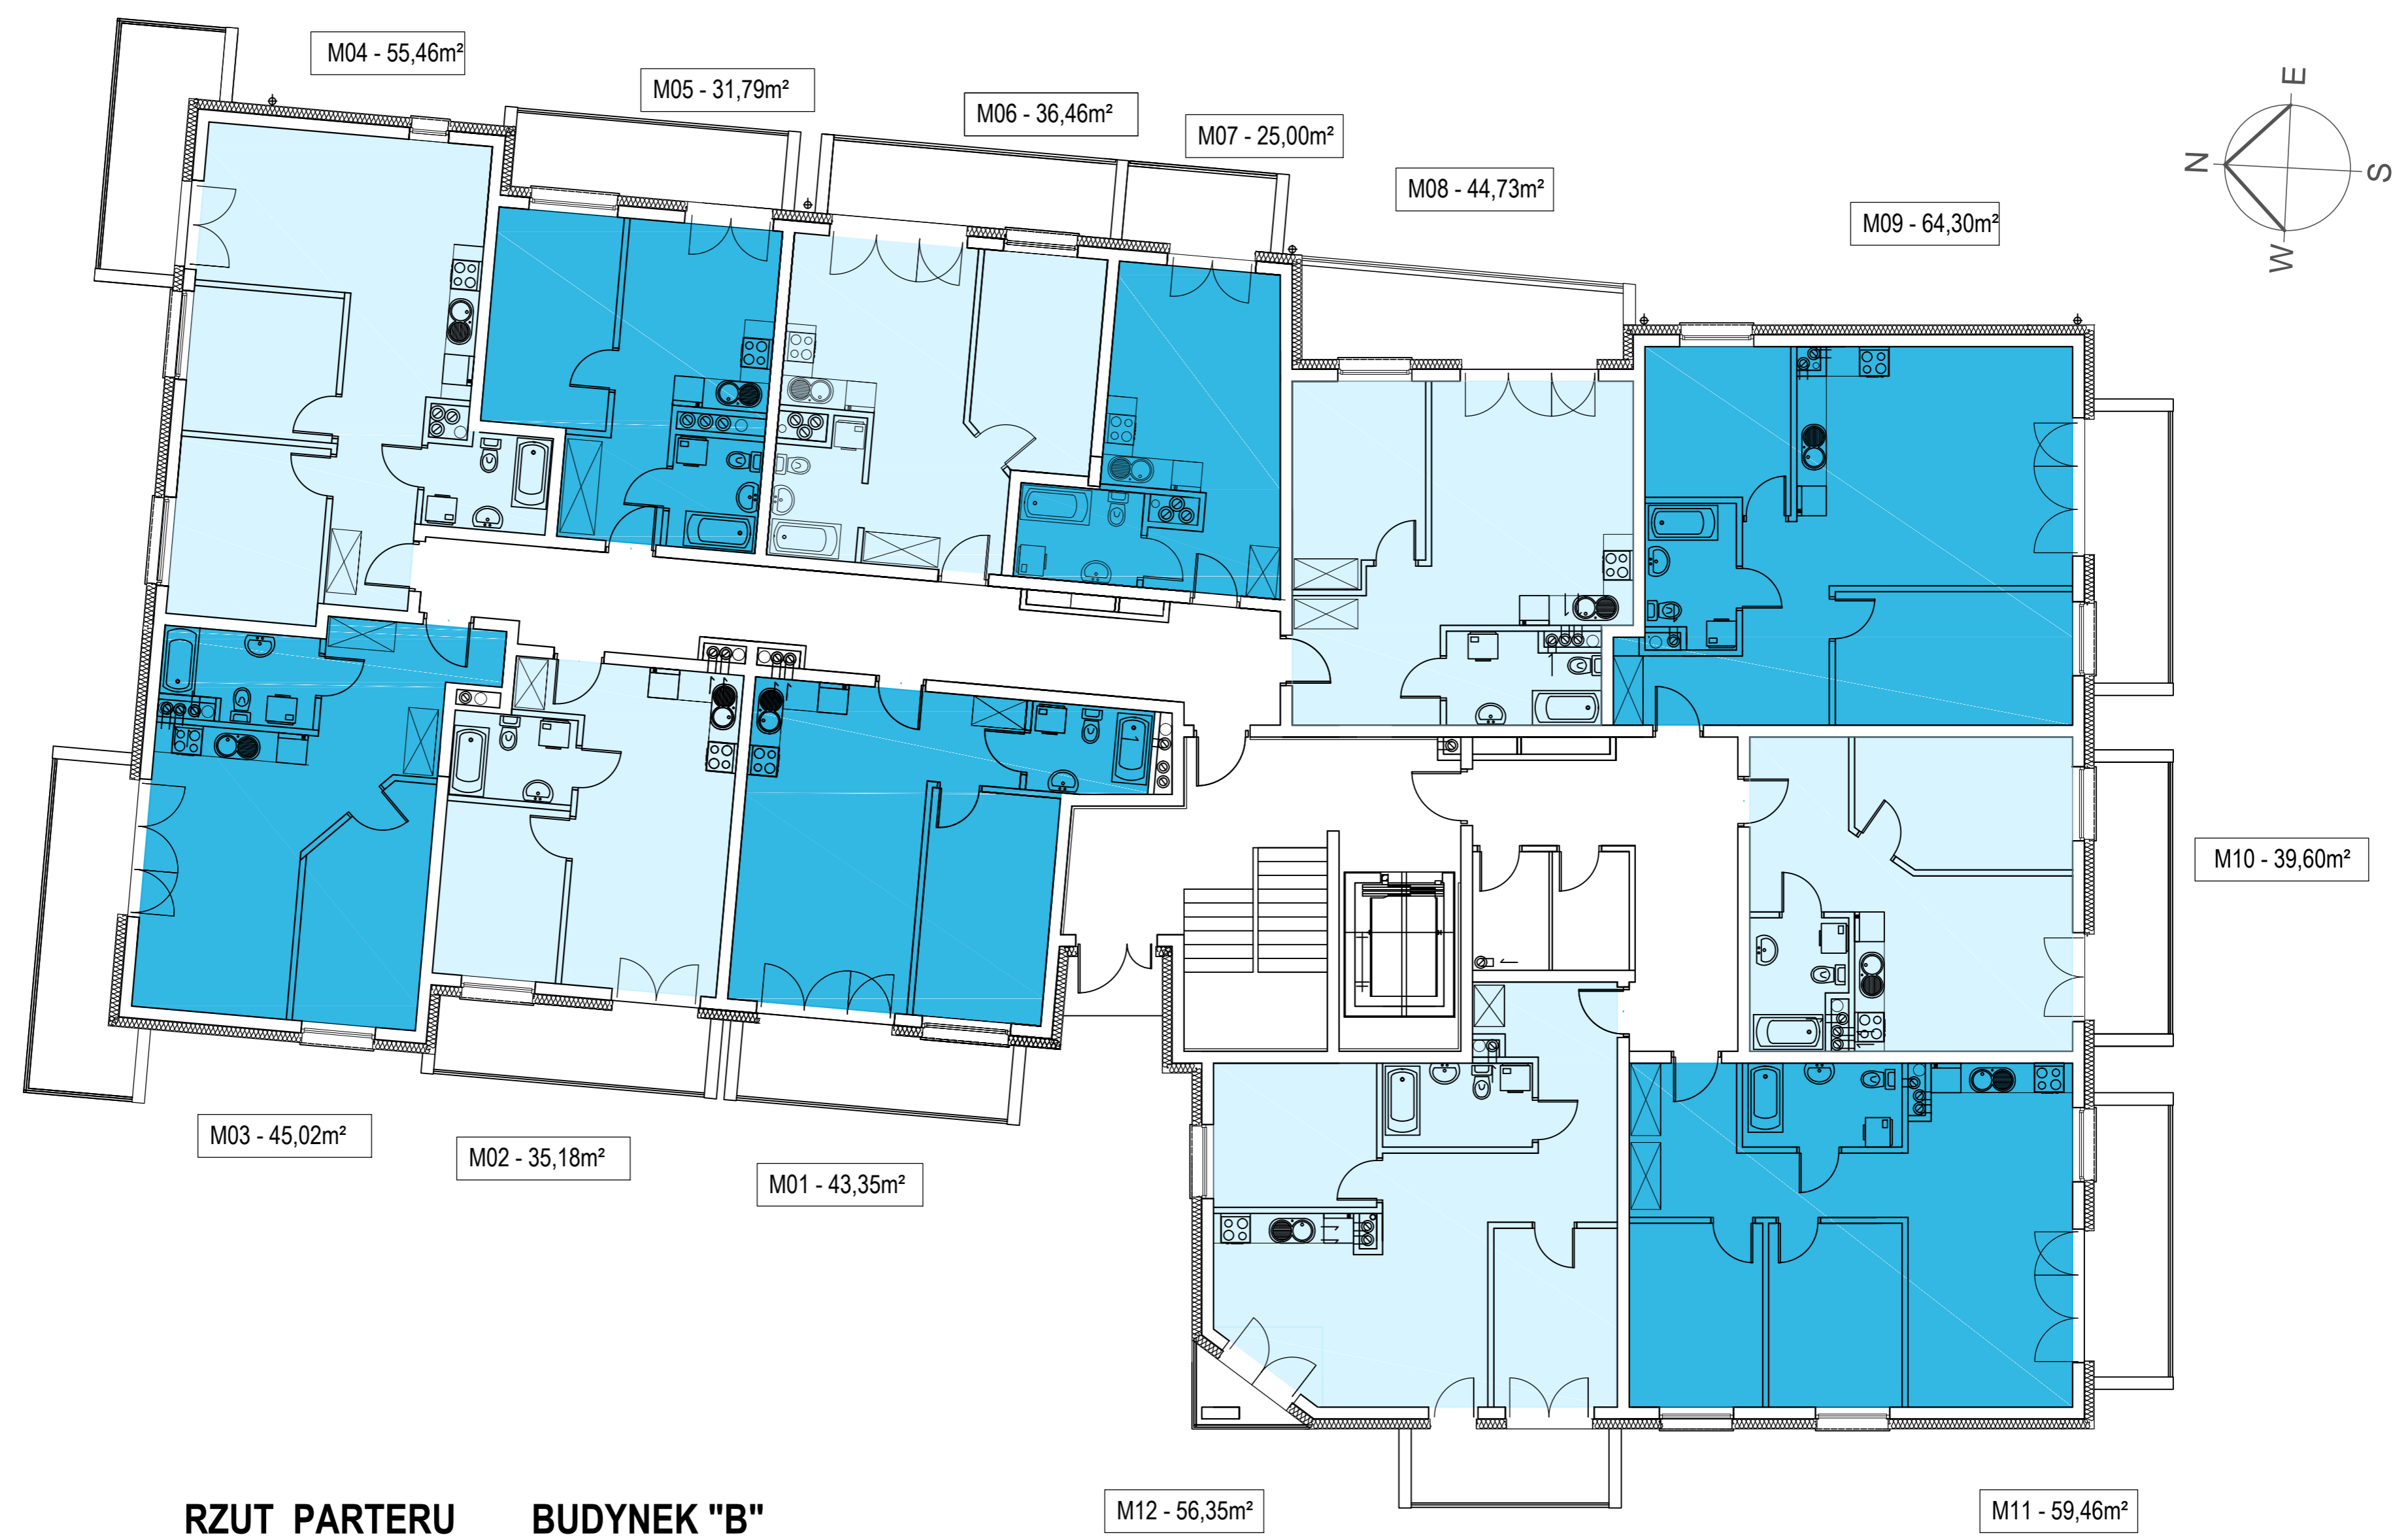 M04 - 55,46m²
M05 - 31,79m²
M06 - 36,46m²
M07 - 25,00m²
M08 - 44,73m²
M09 - 64,30m²
E
N
S
W
M10 - 39,60m²
M03 - 45,02m²
M02 - 35,18m²
M01 - 43,35m²
M12 - 56,35m²
M11 - 59,46m²
RZUT PARTERU BUDYNEK "B"